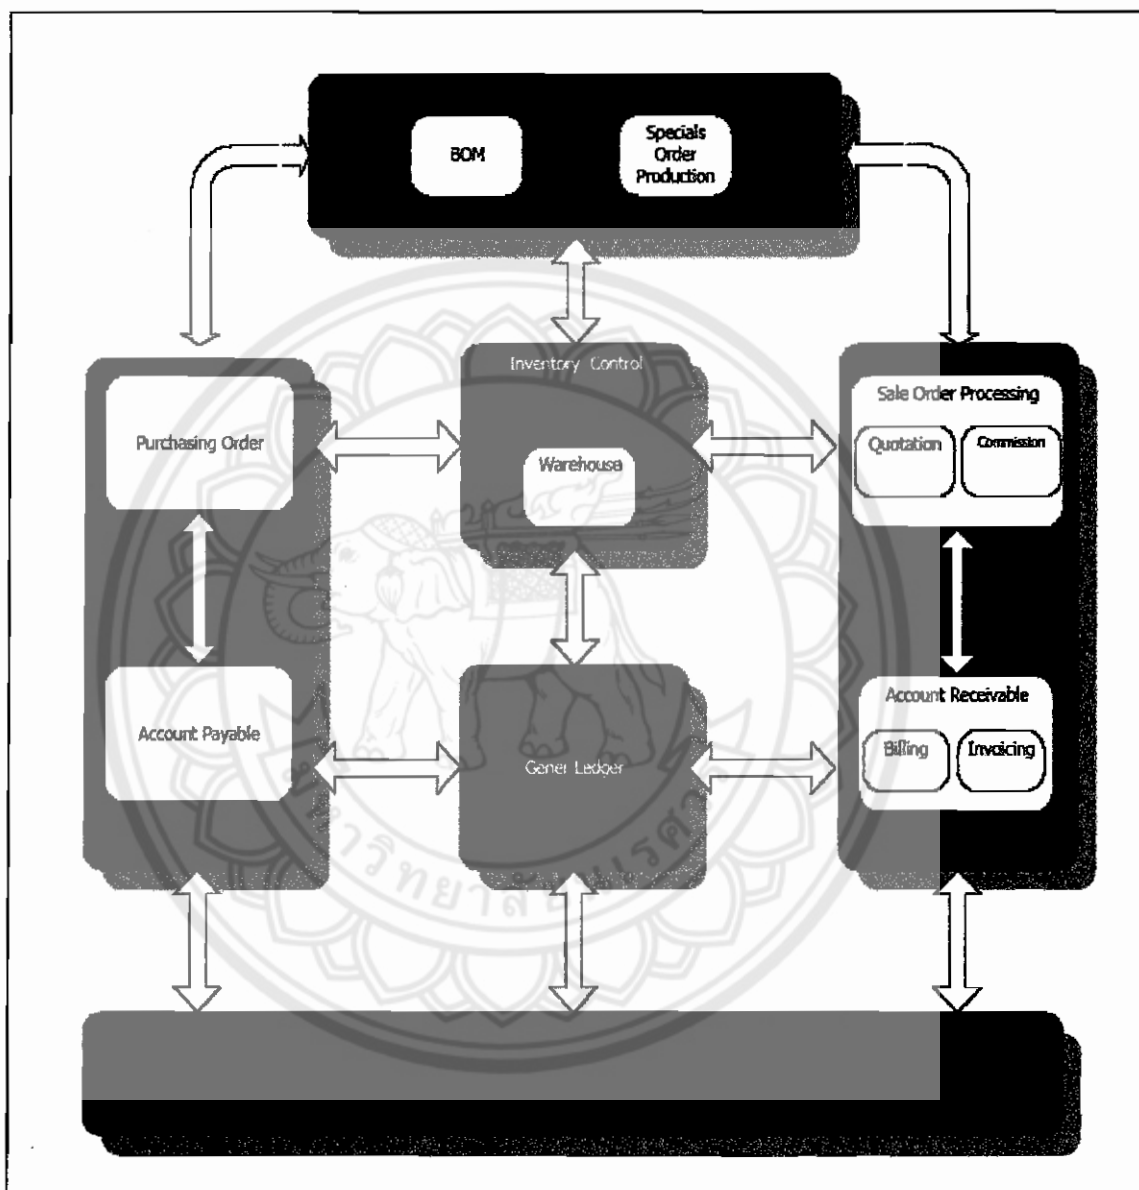 BOM
Specials
Order
Production
Inventory Control
Warehousa
Purchasing Order
Sale Order Processing
Quotation
Commission
Account Payable
Gener Ledger
Account Receivable
Billing
Invoicing